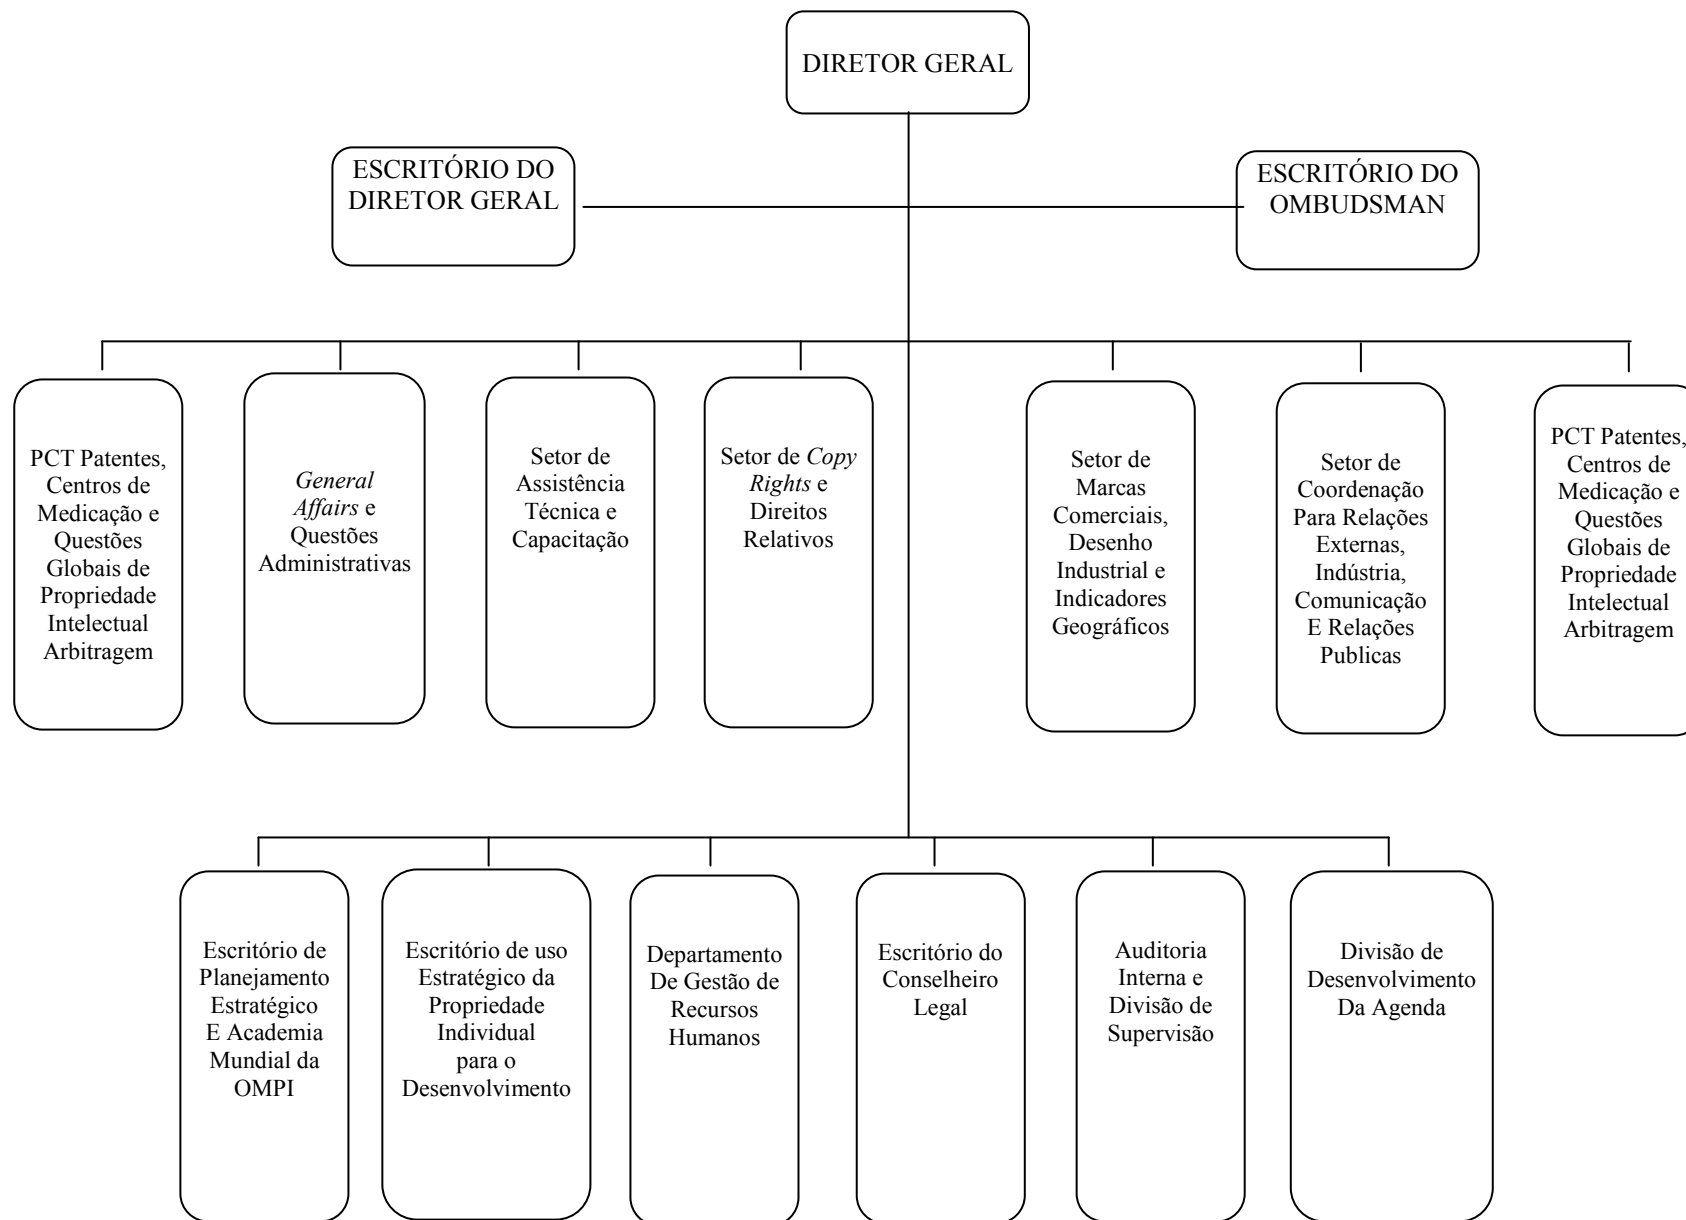 DIRETOR GERAL
ESCRITÓRIO DO
DIRETOR GERAL
ESCRITÓRIO DO
OMBUDSMAN
PCT Patentes,
Centros de
Medicação e
Questões
Globais de
Propriedade
Intelectual
Arbitragem
General
Affairs e
Questões
Administrativas
Setor de
Assistência
Técnica e
Capacitação
Setor de Copy
Rights e
Direitos
Relativos
Setor de
Marcas
Comerciais,
Desenho
Industrial e
Indicadores
Geográficos
Setor de
Coordenação
Para Relações
Externas,
Indústria,
Comunicação
E Relações
Publicas
PCT Patentes,
Centros de
Medicação e
Questões
Globais de
Propriedade
Intelectual
Arbitragem
Escritório de
Planejamento
Estratégico
E Academia
Mundial da
OMPI
Escritório de uso
Estratégico da
Propriedade
Individual
para o
Desenvolvimento
Departamento
De Gestão de
Recursos
Humanos
Escritório do
Conselheiro
Legal
Auditoria
Interna e
Divisão de
Supervisão
Divisão de
Desenvolvimento
Da Agenda